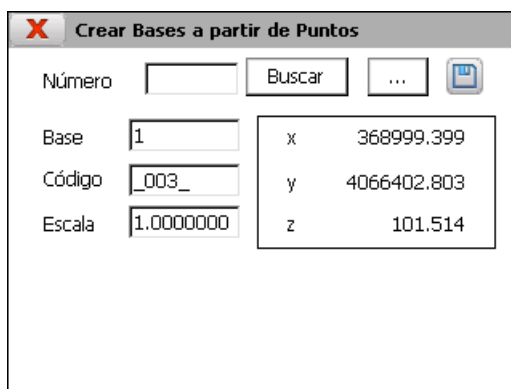 X Crear Bases a partir de Puntos
Número Buscar ...
Base 1 x 368999.399
Código _003_ y 4066402.803
Escala 1.0000000 z 101.514